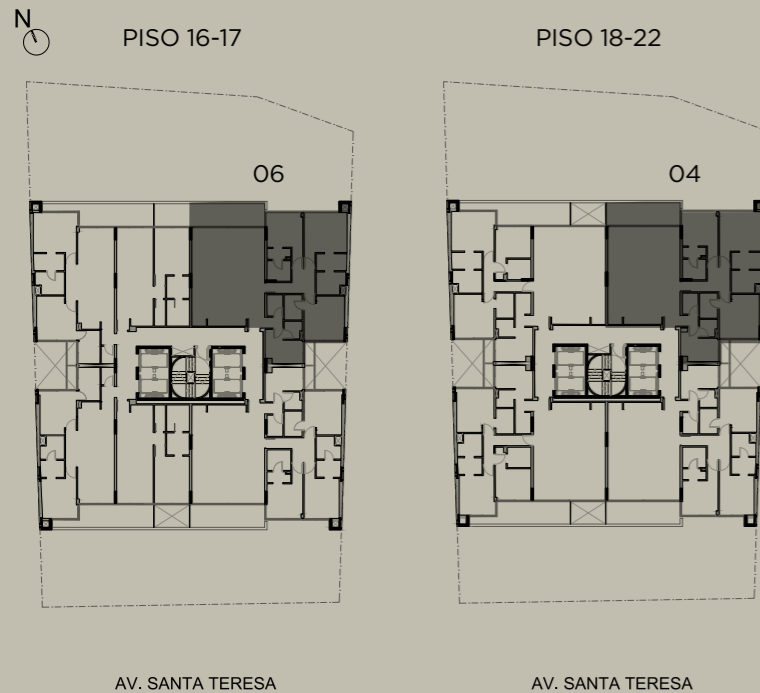 N
PISO 16-17
PISO 18-22
06
04
AV. SANTA TERESA
AV. SANTA TERESA